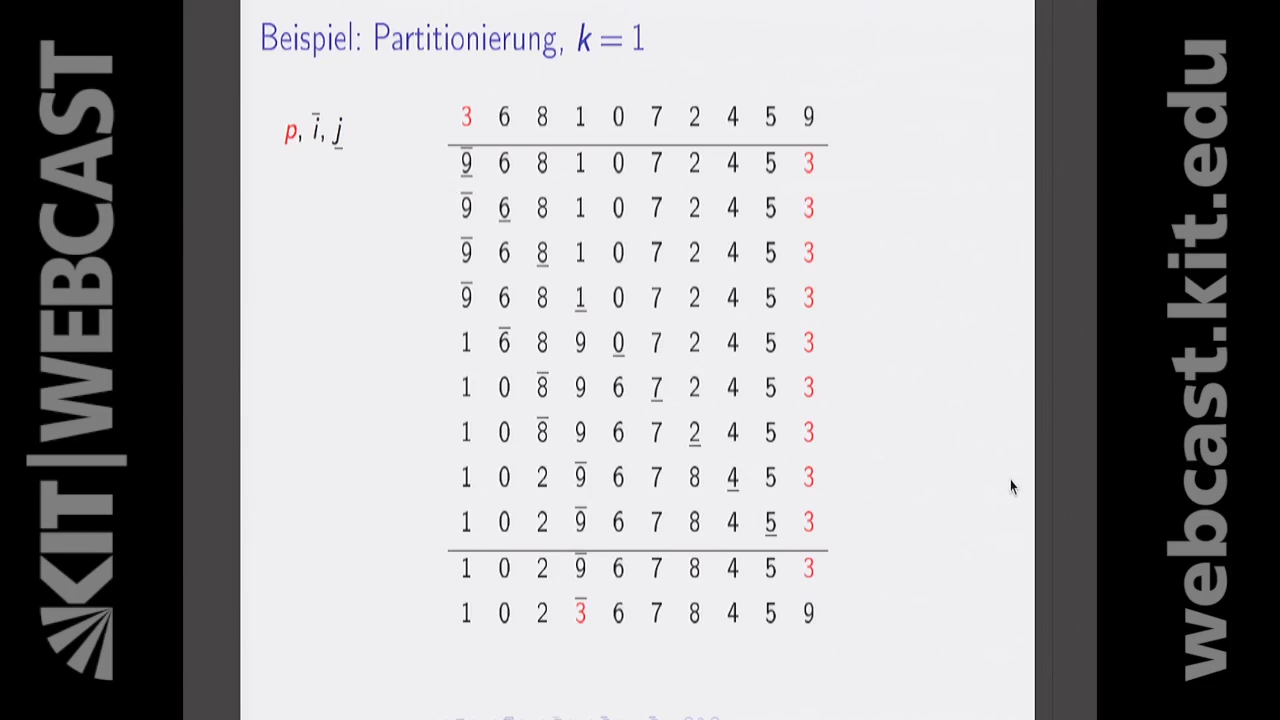 KIT | WEBCAST
Beispiel: Partitionierung, k = 1
p, i̅, j̲
3 6 8 1 0 7 2 4 5 9
9̲̅ 6 8 1 0 7 2 4 5 3
9̅ 6̲ 8 1 0 7 2 4 5 3
9̅ 6 8̲ 1 0 7 2 4 5 3
9̅ 6 8 1̲ 0 7 2 4 5 3
1 6̅ 8 9 0̲ 7 2 4 5 3
1 0 8̅ 9 6 7̲ 2 4 5 3
1 0 8̅ 9 6 7 2̲ 4 5 3
1 0 2 9̅ 6 7 8 4̲ 5 3
1 0 2 9̅ 6 7 8 4 5̲ 3
1 0 2 9̅ 6 7 8 4 5 3
1 0 2 3̅ 6 7 8 4 5 9
webcast.kit.edu